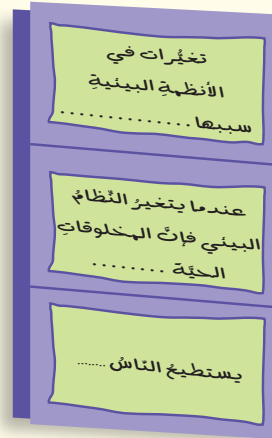 تغيُّرات في
الأنظمةِ البيئيةِ
سببها ..............
عندما يتغيرُ النِّظامُ
البيئي فإنَّ المخلوقاتِ
الحيَّة ........
يستطيعُ النّاسُ ........